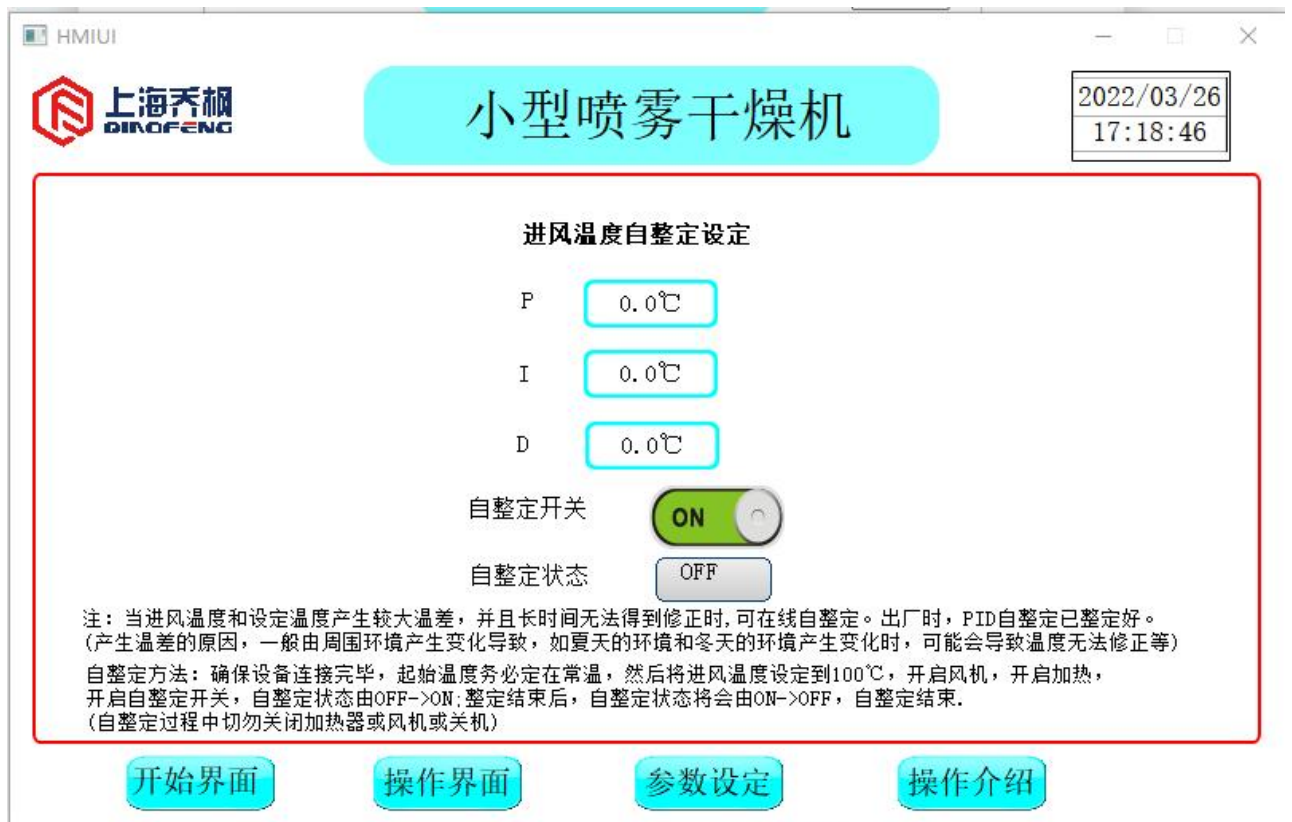 HMIUI
上海乔枫
QIAOFENG
小型喷雾干燥机
2022/03/26
17:18:46
进风温度自整定设定
P 0.0℃
I 0.0℃
D 0.0℃
自整定开关 ON
自整定状态 OFF
注：当进风温度和设定温度产生较大温差，并且长时间无法得到修正时,可在线自整定。出厂时，PID自整定已整定好。
(产生温差的原因，一般由周围环境产生变化导致，如夏天的环境和冬天的环境产生变化时，可能会导致温度无法修正等)
自整定方法：确保设备连接完毕，起始温度务必定在常温，然后将进风温度设定到100℃，开启风机，开启加热，
开启自整定开关，自整定状态由OFF->ON;整定结束后，自整定状态将会由ON->OFF，自整定结束.
(自整定过程中切勿关闭加热器或风机或关机)
开始界面 操作界面 参数设定 操作介绍